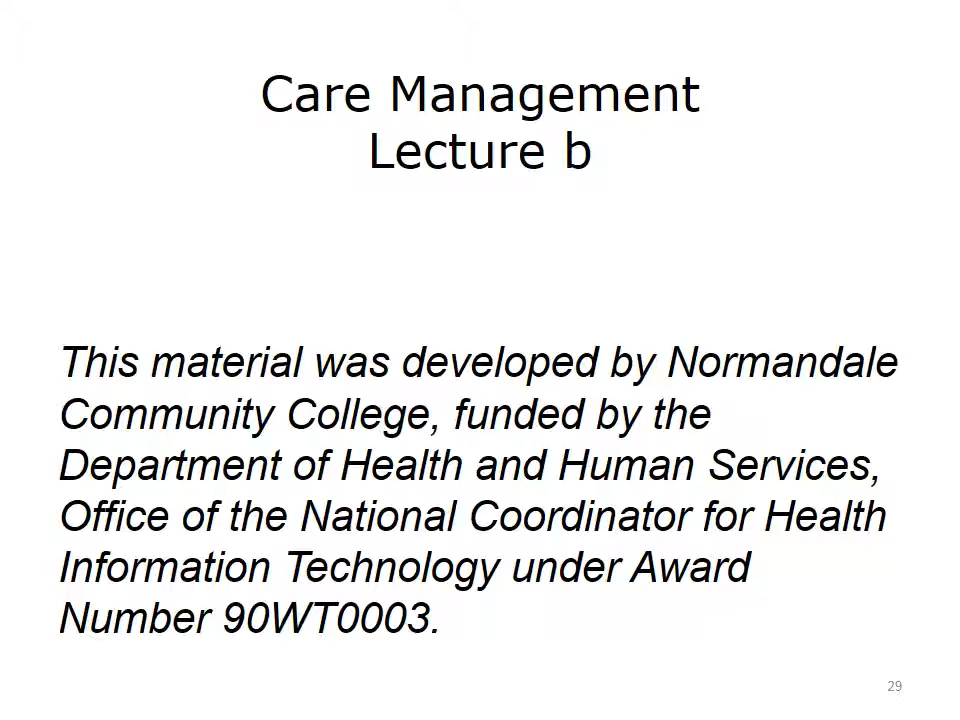 Care Management
Lecture b
This material was developed by Normandale
Community College, funded by the
Department of Health and Human Services,
Office of the National Coordinator for Health
Information Technology under Award
Number 90WT0003.
29